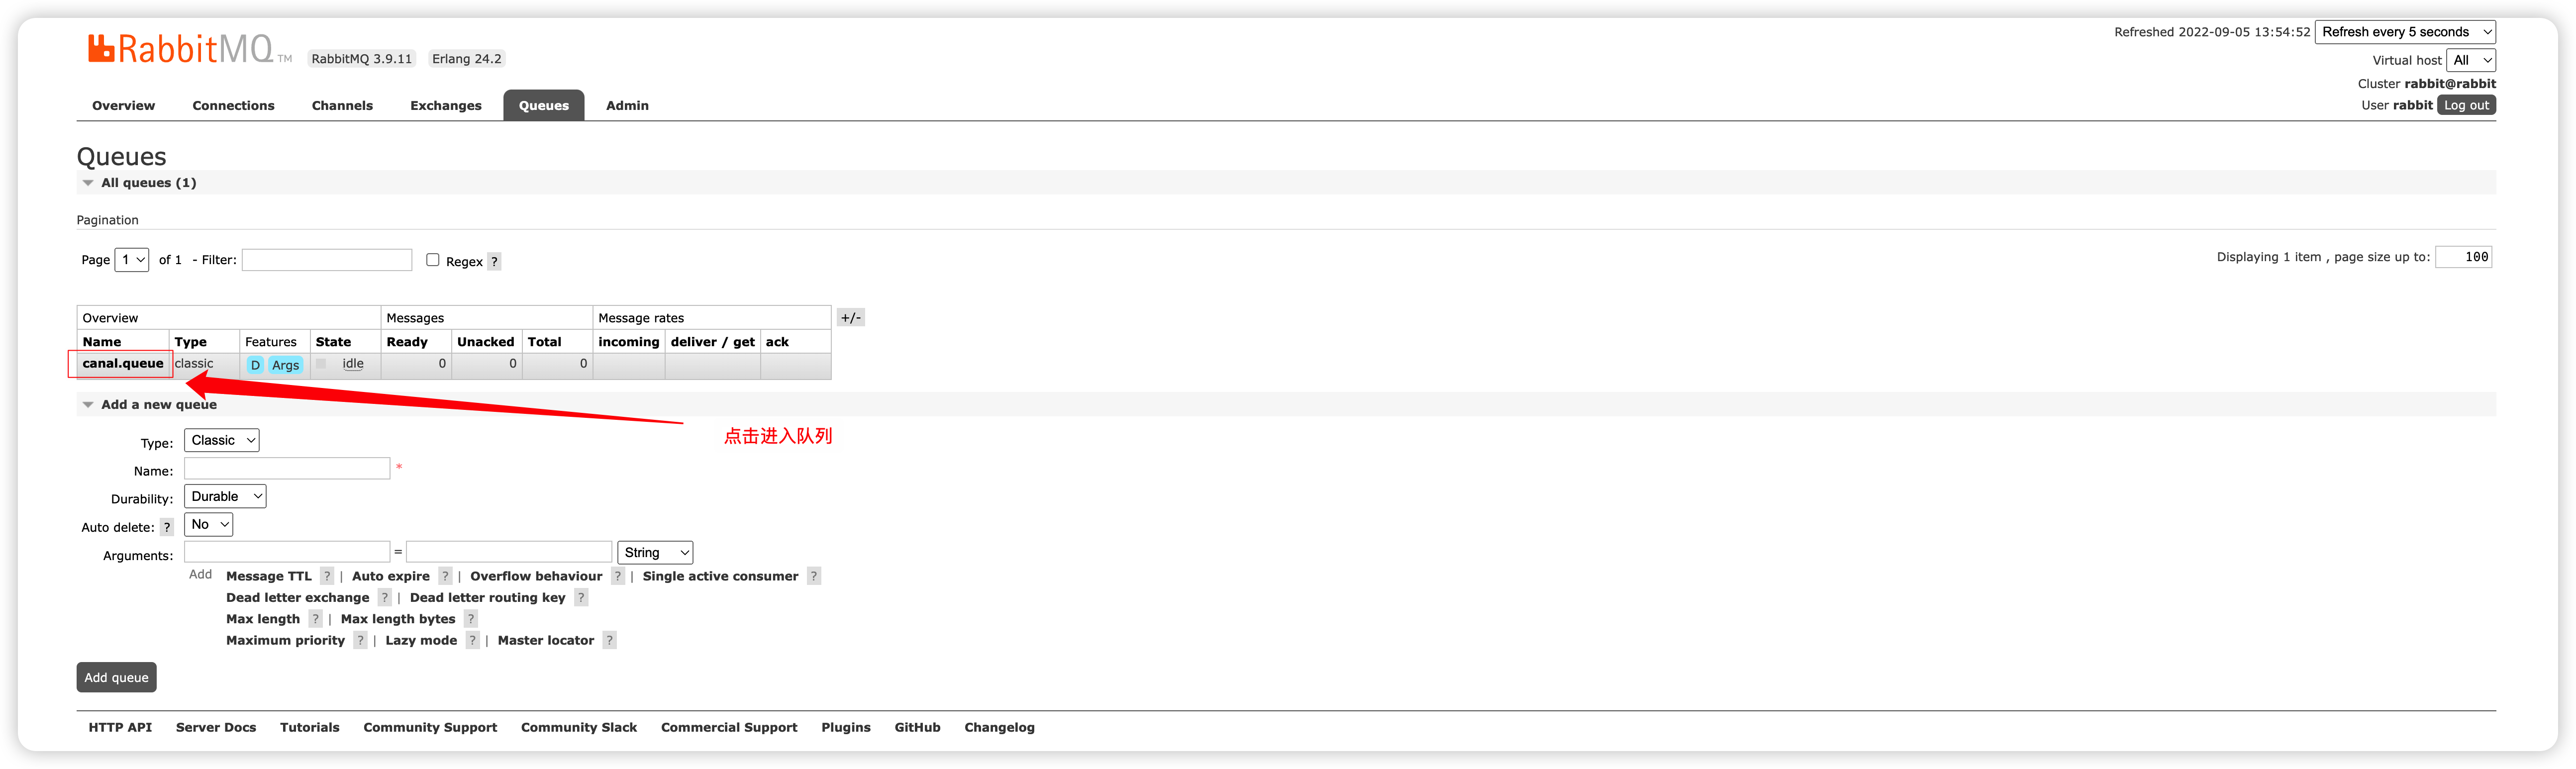 RabbitMQ TM RabbitMQ 3.9.11 Erlang 24.2
Refreshed 2022-09-05 13:54:52 Refresh every 5 seconds
Virtual host All
Cluster rabbit@rabbit
User rabbit Log out
Overview Connections Channels Exchanges Queues Admin
Queues
All queues (1)
Pagination
Page 1 of 1 - Filter: Regex ?
Displaying 1 item , page size up to: 100
Overview Messages Message rates +/-
Name Type Features State Ready Unacked Total incoming deliver / get ack
canal.queue classic D Args idle 0 0 0
点击进入队列
Add a new queue
Type: Classic
Name: *
Durability: Durable
Auto delete: ? No
Arguments: = String
Add Message TTL ? | Auto expire ? | Overflow behaviour ? | Single active consumer ?
Dead letter exchange ? | Dead letter routing key ?
Max length ? | Max length bytes ?
Maximum priority ? | Lazy mode ? | Master locator ?
Add queue
HTTP API Server Docs Tutorials Community Support Community Slack Commercial Support Plugins GitHub Changelog